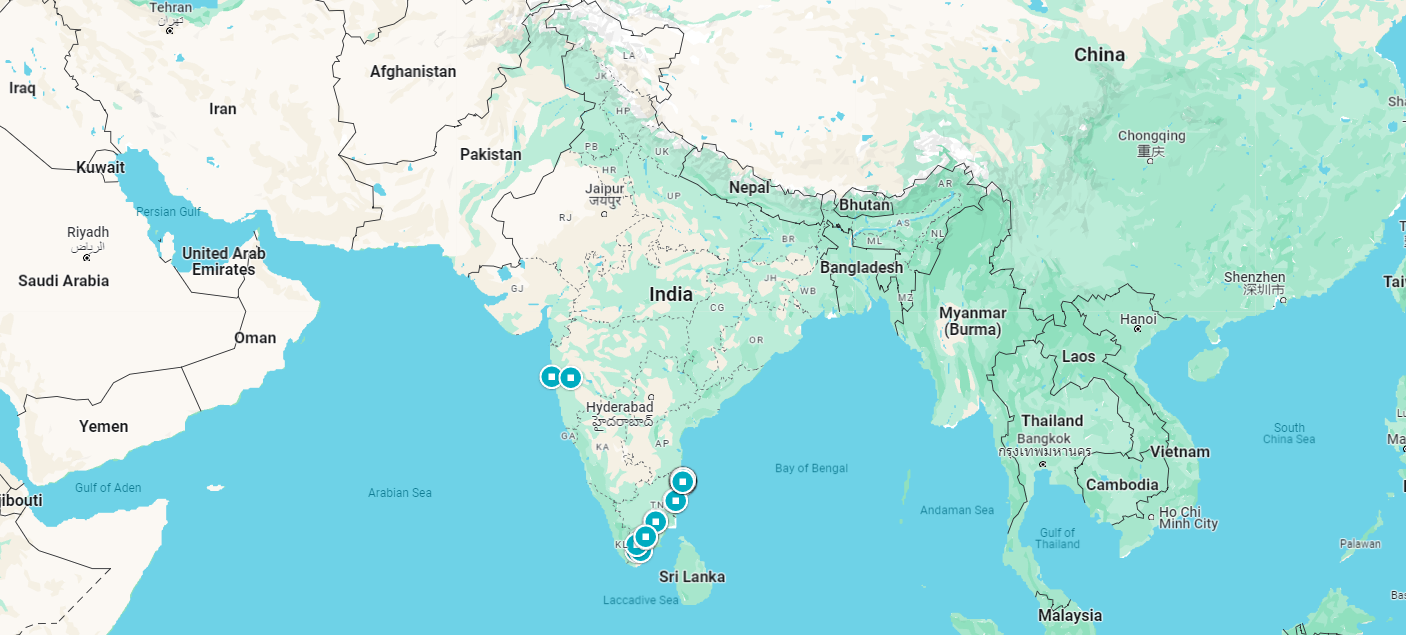 Tehran
تهران
LA
China
Afghanistan
JK
Iraq
Iran
HP
Chongqing
重庆
PB
UK
Pakistan
Kuwait
HR
AR
Jaipur
जयपुर
Nepal
UP
Bhutan
Persian Gulf
RJ
AS
NL
Riyadh
الرياض
BR
ML
United Arab
Emirates
Bangladesh
Saudi Arabia
JH
Shenzhen
深圳市
GJ
India
WB
MZ
CG
Myanmar
(Burma)
Hanoi
Oman
OR
Laos
Hyderabad
హైదరాబాద్
Yemen
Thailand
GA
KA
AP
Bangkok
กรุงเทพมหานคร
South
China Sea
Vietnam
Bay of Bengal
Gulf of Aden
Arabian Sea
Cambodia
jibouti
TN
Andaman Sea
Ho Chi
Minh City
Gulf of
Thailand
KL
Palawan
Sri Lanka
Laccadive Sea
Malaysia